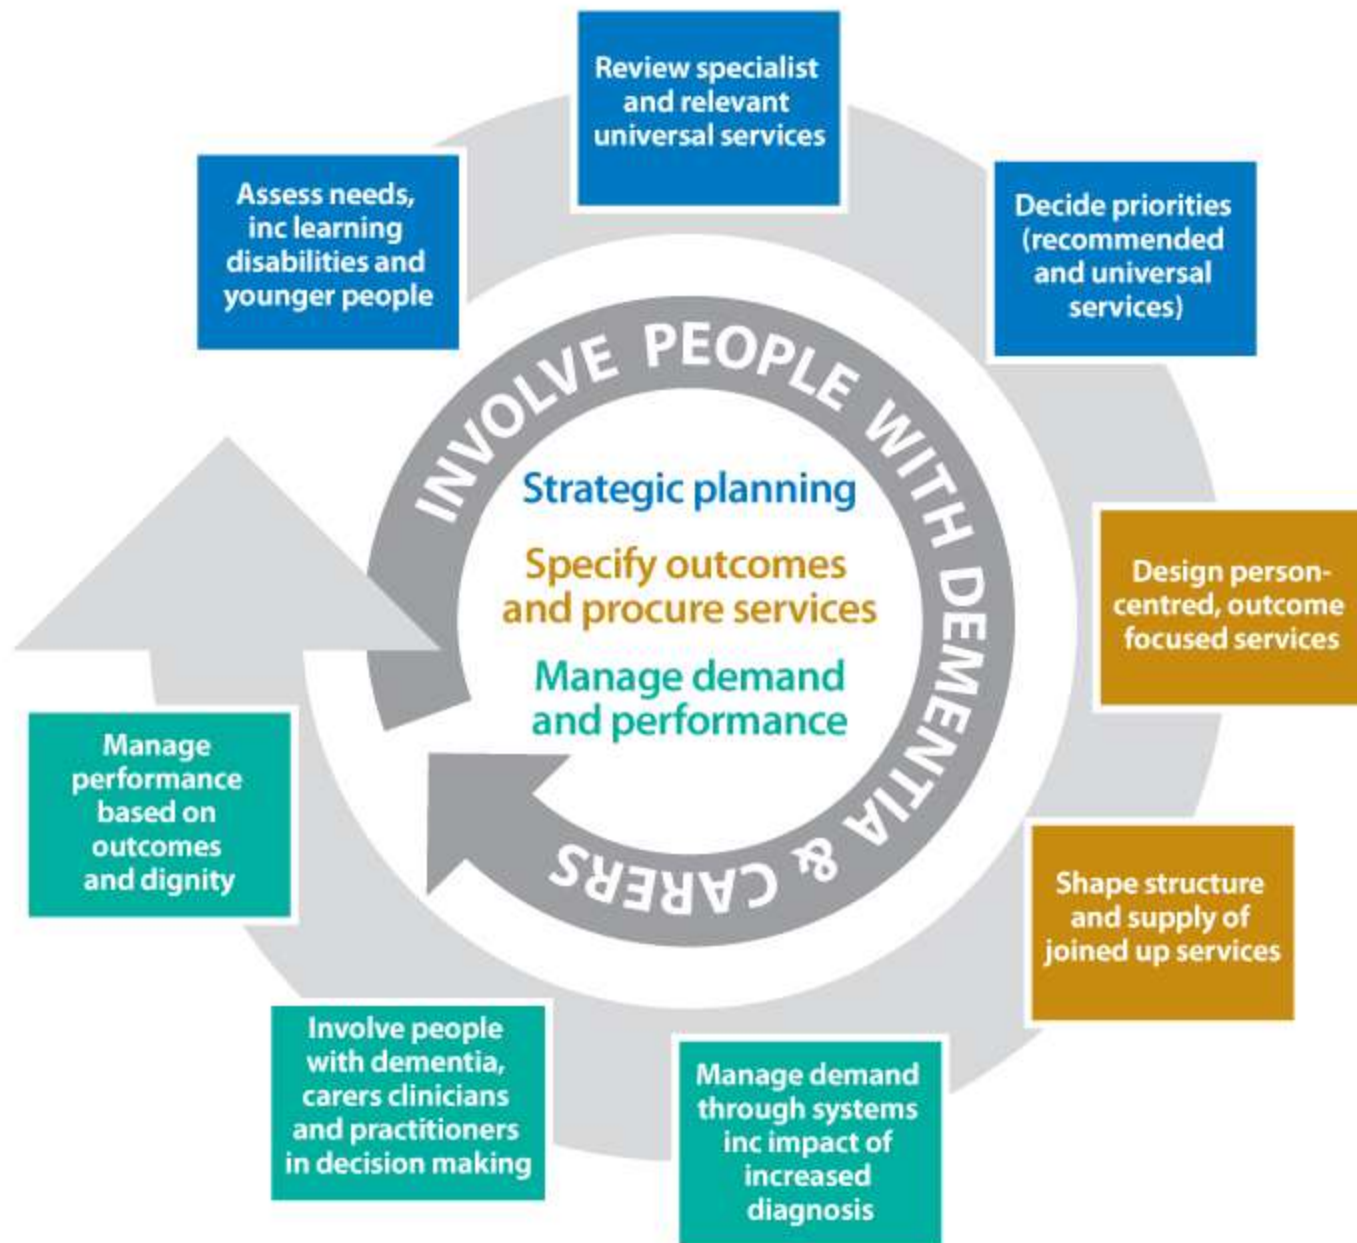 Review specialist
and relevant
universal services
Assess needs,
inc learning
disabilities and
younger people
Decide priorities
(recommended
and universal
services)
INVOLVE PEOPLE WITH DEMENTIA & CARERS
Strategic planning
Specify outcomes
and procure services
Manage demand
and performance
Design person-
centred, outcome
focused services
Shape structure
and supply of
joined up services
Manage demand
through systems
inc impact of
increased
diagnosis
Involve people
with dementia,
carers clinicians
and practitioners
in decision making
Manage
performance
based on
outcomes
and dignity